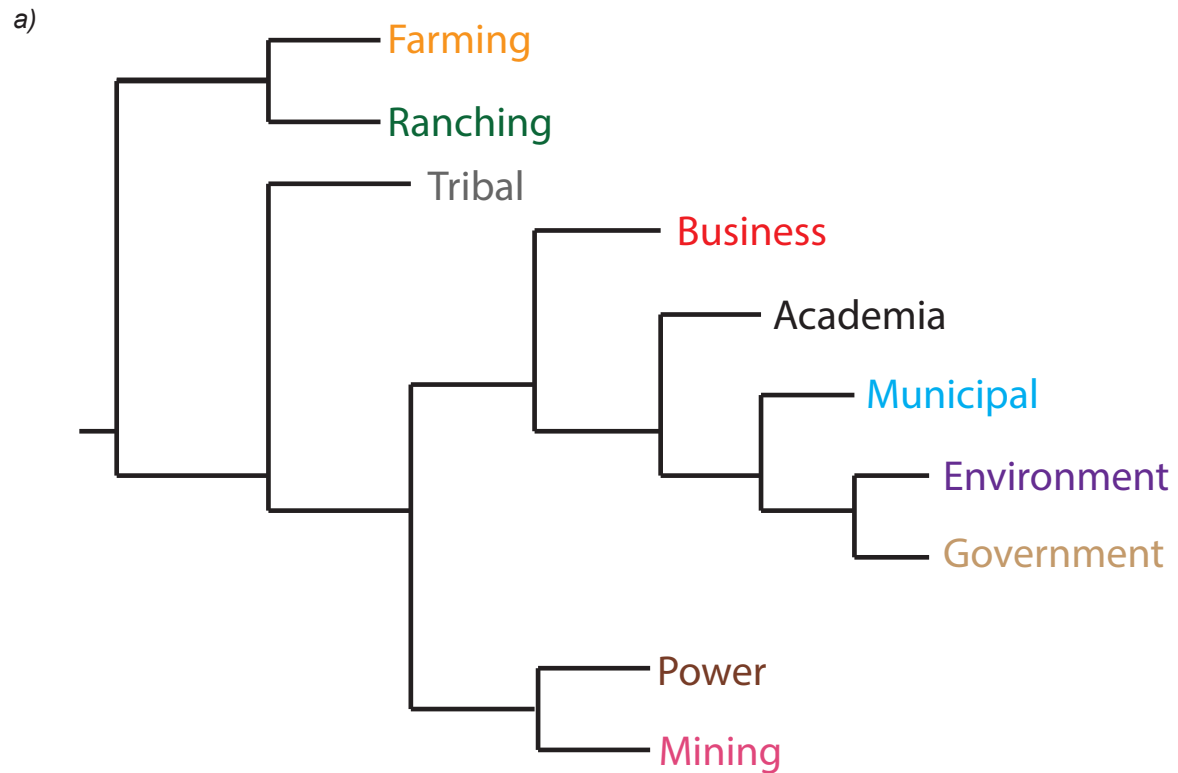 a)
Farming
Ranching
Tribal
Business
Academia
Municipal
Environment
Government
Power
Mining